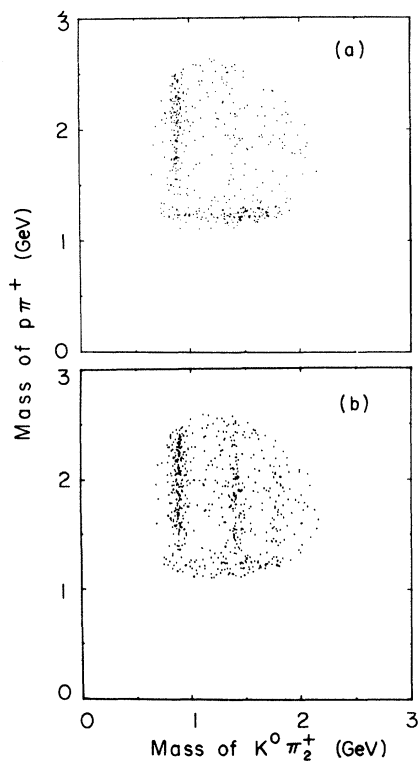 3
(a)
2
1
0
3
(b)
2
1
0
0 1 2 3
Mass of pπ⁺ (GeV)
Mass of K⁰π₂⁺ (GeV)